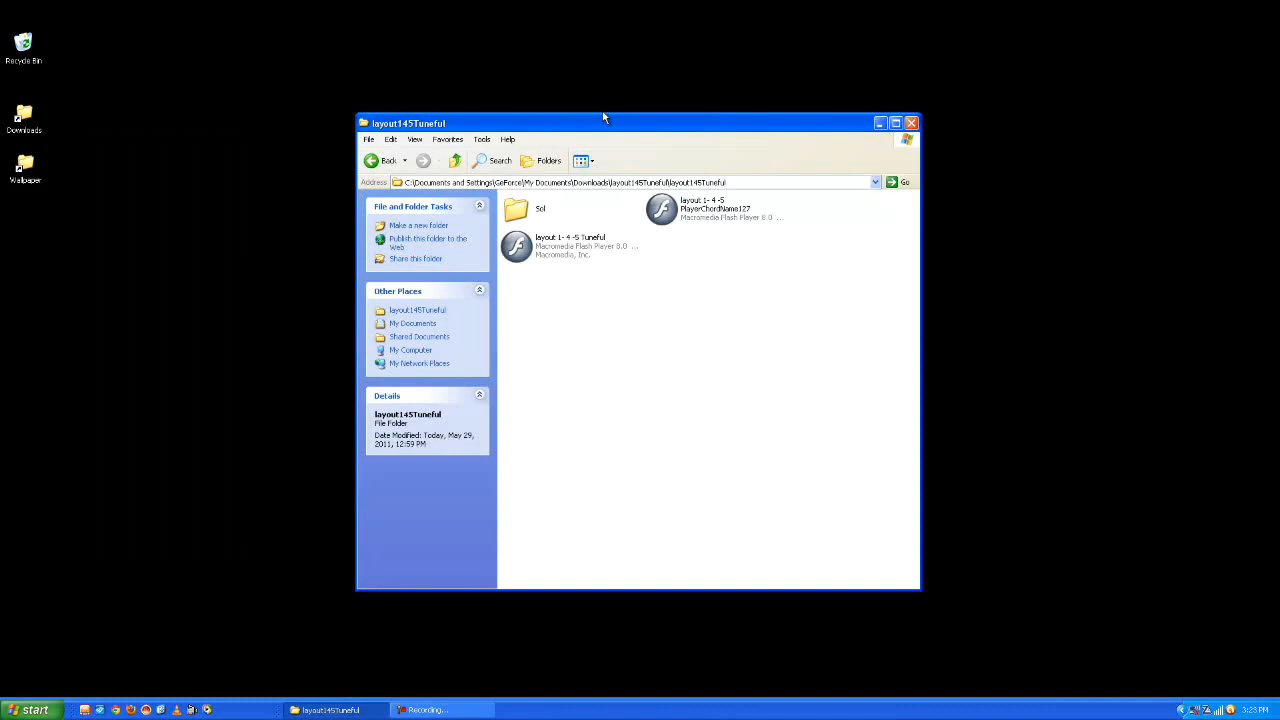 Recycle Bin
Downloads
Wallpaper
layout145Tuneful
File Edit View Favorites Tools Help
Back Search Folders
Address C:\Documents and Settings\GeForce\My Documents\Downloads\layout145Tuneful\layout145Tuneful Go
File and Folder Tasks
Make a new folder
Publish this folder to the
Web
Share this folder
Other Places
layout145Tuneful
My Documents
Shared Documents
My Computer
My Network Places
Details
layout145Tuneful
File Folder
Date Modified: Today, May 29,
2011, 12:59 PM
Sol
layout 1- 4 -5
PlayerChordName127
Macromedia Flash Player 8.0 ...
layout 1- 4 -5 Tuneful
Macromedia Flash Player 8.0 ...
Macromedia, Inc.
start
layout145Tuneful
Recording...
3:23 PM